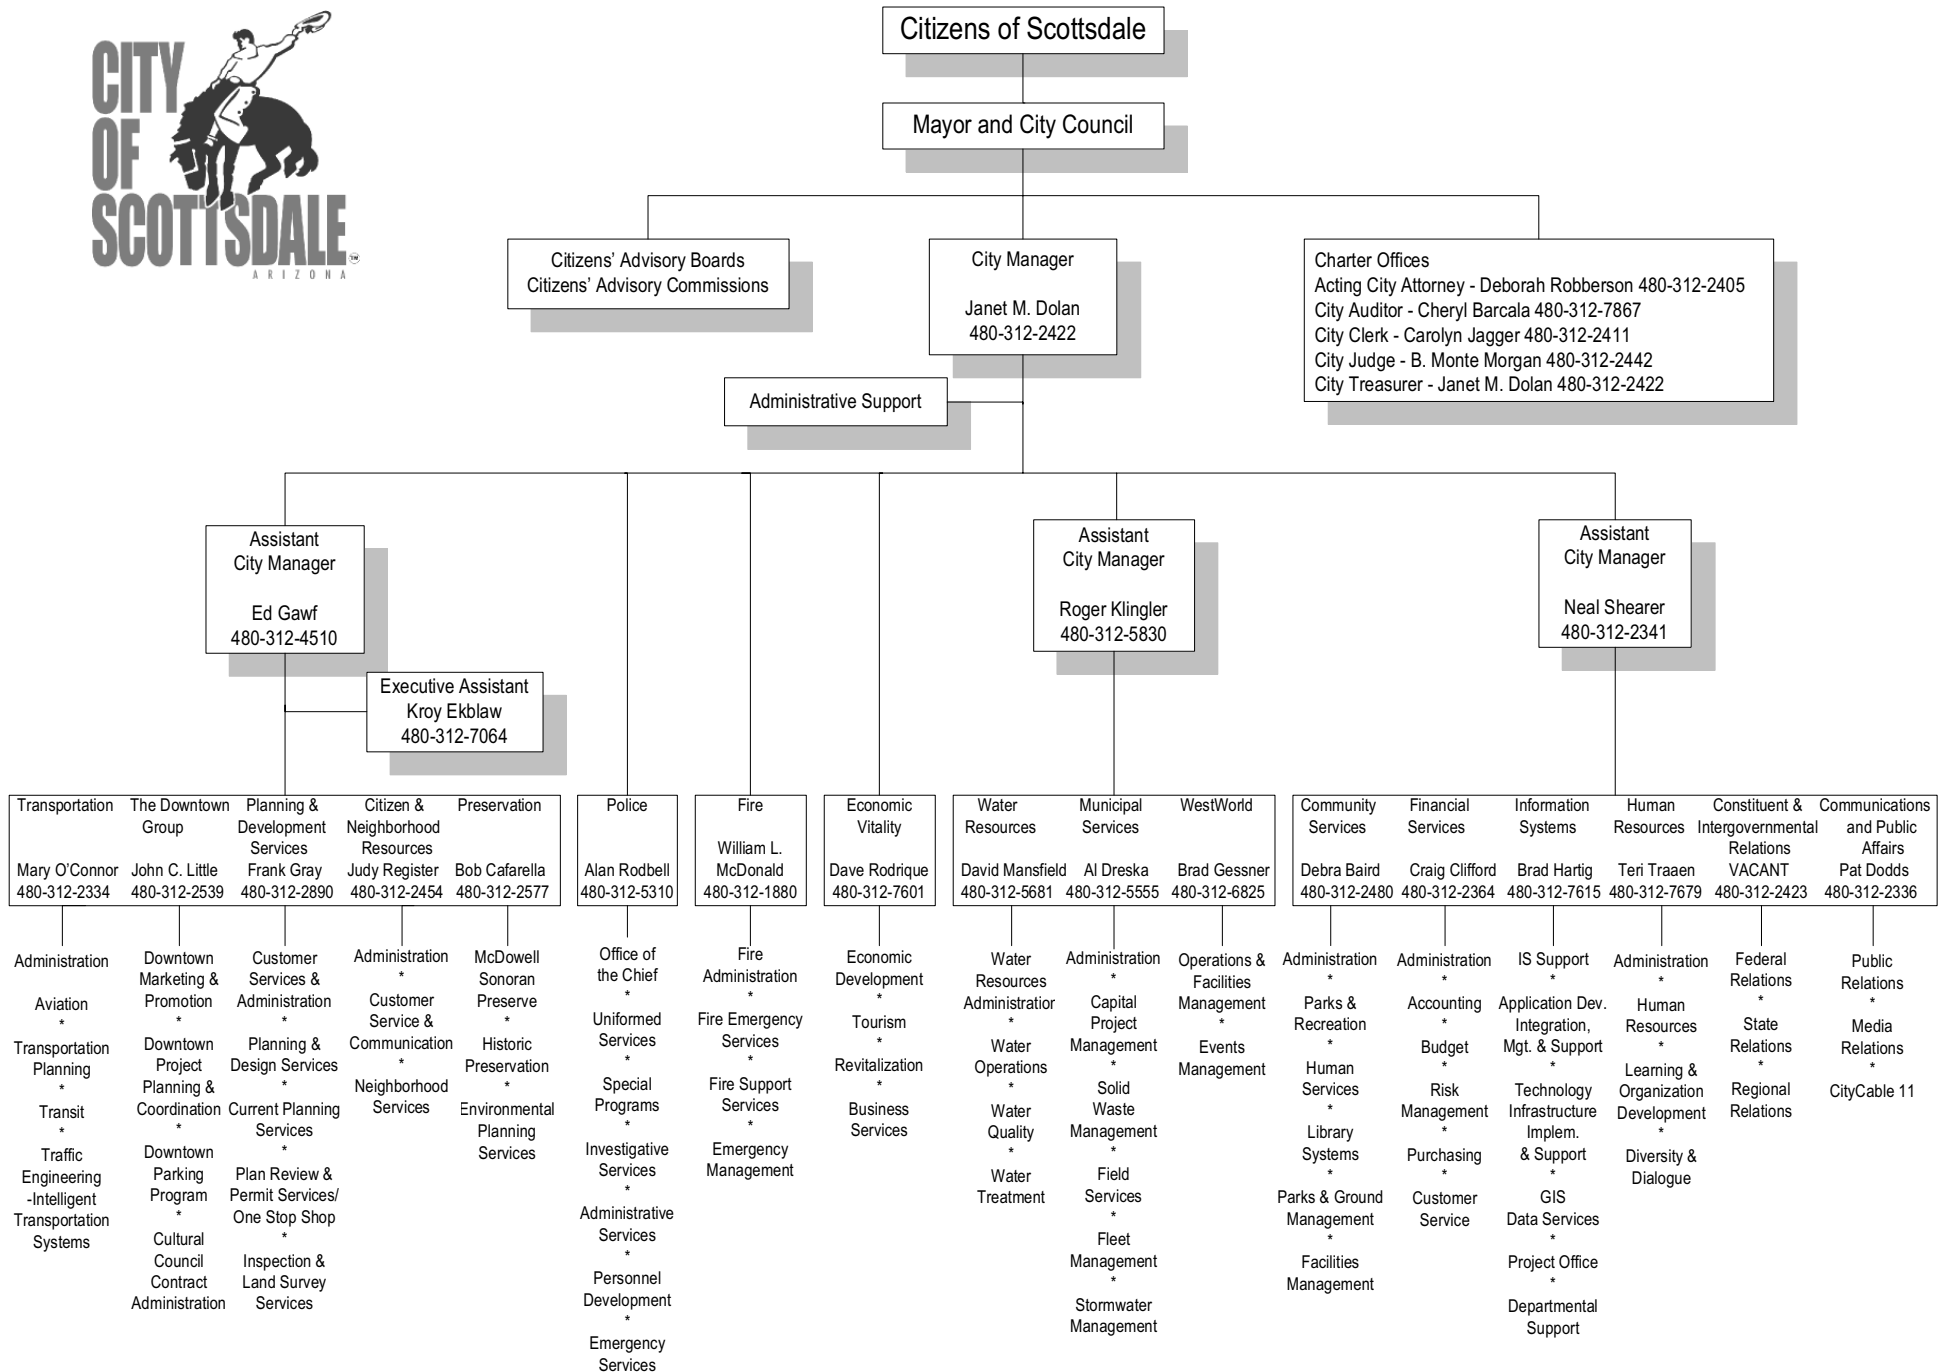 CITY
OF
SCOTTSDALE
TM
ARIZONA
Citizens of Scottsdale
Mayor and City Council
Citizens’ Advisory Boards
Citizens’ Advisory Commissions
City Manager
Janet M. Dolan
480-312-2422
Charter Offices
Acting City Attorney - Deborah Robberson 480-312-2405
City Auditor - Cheryl Barcala 480-312-7867
City Clerk - Carolyn Jagger 480-312-2411
City Judge - B. Monte Morgan 480-312-2442
City Treasurer - Janet M. Dolan 480-312-2422
Administrative Support
Assistant
City Manager
Ed Gawf
480-312-4510
Executive Assistant
Kroy Ekblaw
480-312-7064
Assistant
City Manager
Roger Klingler
480-312-5830
Assistant
City Manager
Neal Shearer
480-312-2341
Transportation
Mary O’Connor
480-312-2334
The Downtown
Group
John C. Little
480-312-2539
Planning &
Development
Services
Frank Gray
480-312-2890
Citizen &
Neighborhood
Resources
Judy Register
480-312-2454
Preservation
Bob Cafarella
480-312-2577
Police
Alan Rodbell
480-312-5310
Fire
William L.
McDonald
480-312-1880
Economic
Vitality
Dave Rodrique
480-312-7601
Water
Resources
David Mansfield
480-312-5681
Municipal
Services
Al Dreska
480-312-5555
WestWorld
Brad Gessner
480-312-6825
Community
Services
Debra Baird
480-312-2480
Financial
Services
Craig Clifford
480-312-2364
Information
Systems
Brad Hartig
480-312-7615
Human
Resources
Teri Traaen
480-312-7679
Constituent &
Intergovernmental
Relations
VACANT
480-312-2423
Communications
and Public
Affairs
Pat Dodds
480-312-2336
Administration
Aviation
*
Transportation
Planning
*
Transit
*
Traffic
Engineering
-Intelligent
Transportation
Systems
Downtown
Marketing &
Promotion
*
Downtown
Project
Planning &
Coordination
*
Downtown
Parking
Program
*
Cultural
Council
Contract
Administration
Customer
Services &
Administration
*
Planning &
Design Services
*
Current Planning
Services
*
Plan Review &
Permit Services/
One Stop Shop
*
Inspection &
Land Survey
Services
Administration
*
Customer
Service &
Communication
*
Neighborhood
Services
McDowell
Sonoran
Preserve
*
Historic
Preservation
*
Environmental
Planning
Services
Office of
the Chief
*
Uniformed
Services
*
Special
Programs
*
Investigative
Services
*
Administrative
Services
*
Personnel
Development
*
Emergency
Services
Fire
Administration
*
Fire Emergency
Services
*
Fire Support
Services
*
Emergency
Management
Economic
Development
*
Tourism
*
Revitalization
*
Business
Services
Water
Resources
Administration
*
Water
Operations
*
Water
Quality
*
Water
Treatment
Administration
*
Capital
Project
Management
*
Solid
Waste
Management
*
Field
Services
*
Fleet
Management
*
Stormwater
Management
Operations &
Facilities
Management
*
Events
Management
Administration
*
Parks &
Recreation
*
Human
Services
*
Library
Systems
*
Parks & Ground
Management
*
Facilities
Management
Administration
*
Accounting
*
Budget
*
Risk
Management
*
Purchasing
*
Customer
Service
IS Support
*
Application Dev.
Integration,
Mgt. & Support
*
Technology
Infrastructure
Implem.
& Support
*
GIS
Data Services
*
Project Office
*
Departmental
Support
Administration
*
Human
Resources
*
Learning &
Organization
Development
*
Diversity &
Dialogue
Federal
Relations
*
State
Relations
*
Regional
Relations
Public
Relations
*
Media
Relations
*
CityCable 11